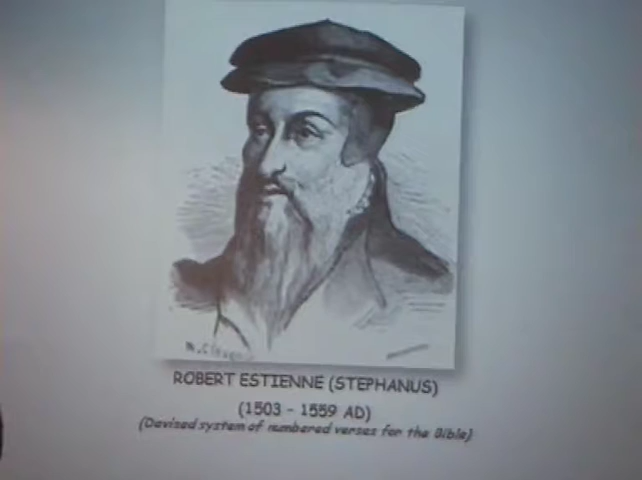 ROBERT ESTIENNE (STEPHANUS)
(1503 - 1559 AD)
(Devised system of numbered verses for the Bible)